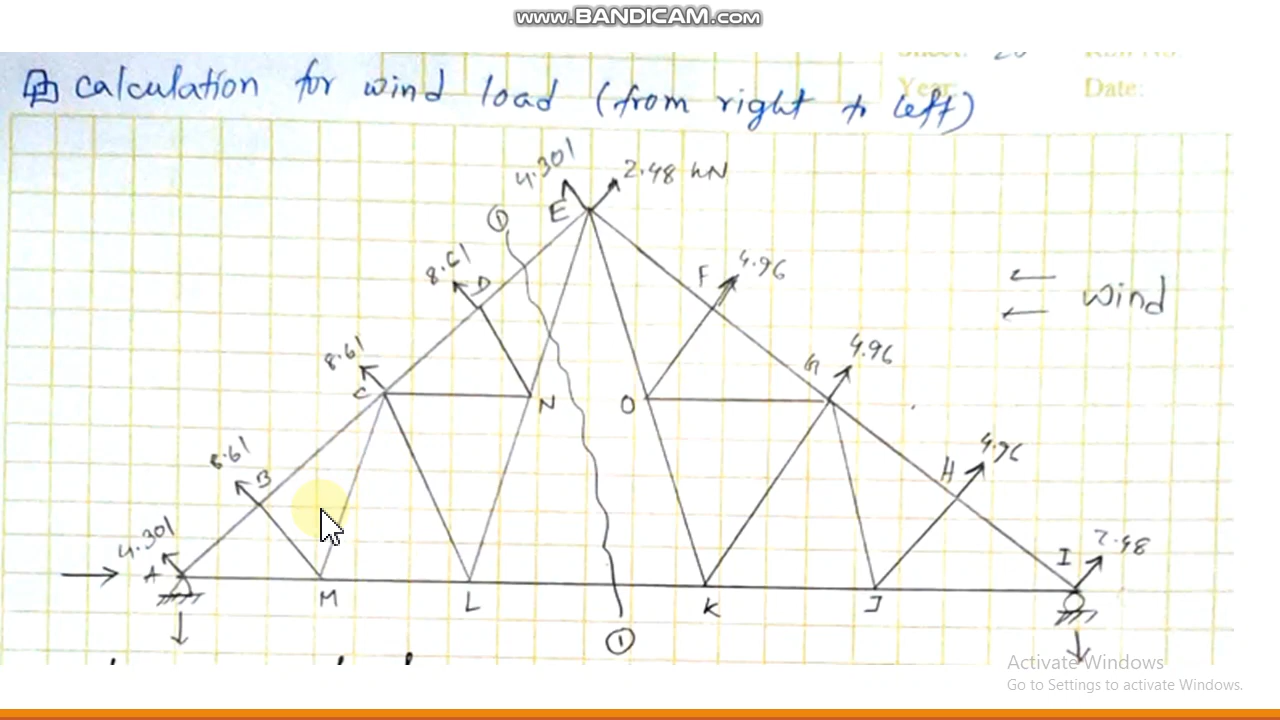 WWW.BANDICAM.COM
Year Date:
calculation for wind load (from right to left)
4.301 2.48 kN
E
1
8.61 D F 4.96
wind
8.61 C G 4.96
N O
8.61 B H 4.96
4.301 A I 2.48
M L K J
1
Activate Windows
Go to Settings to activate Windows.